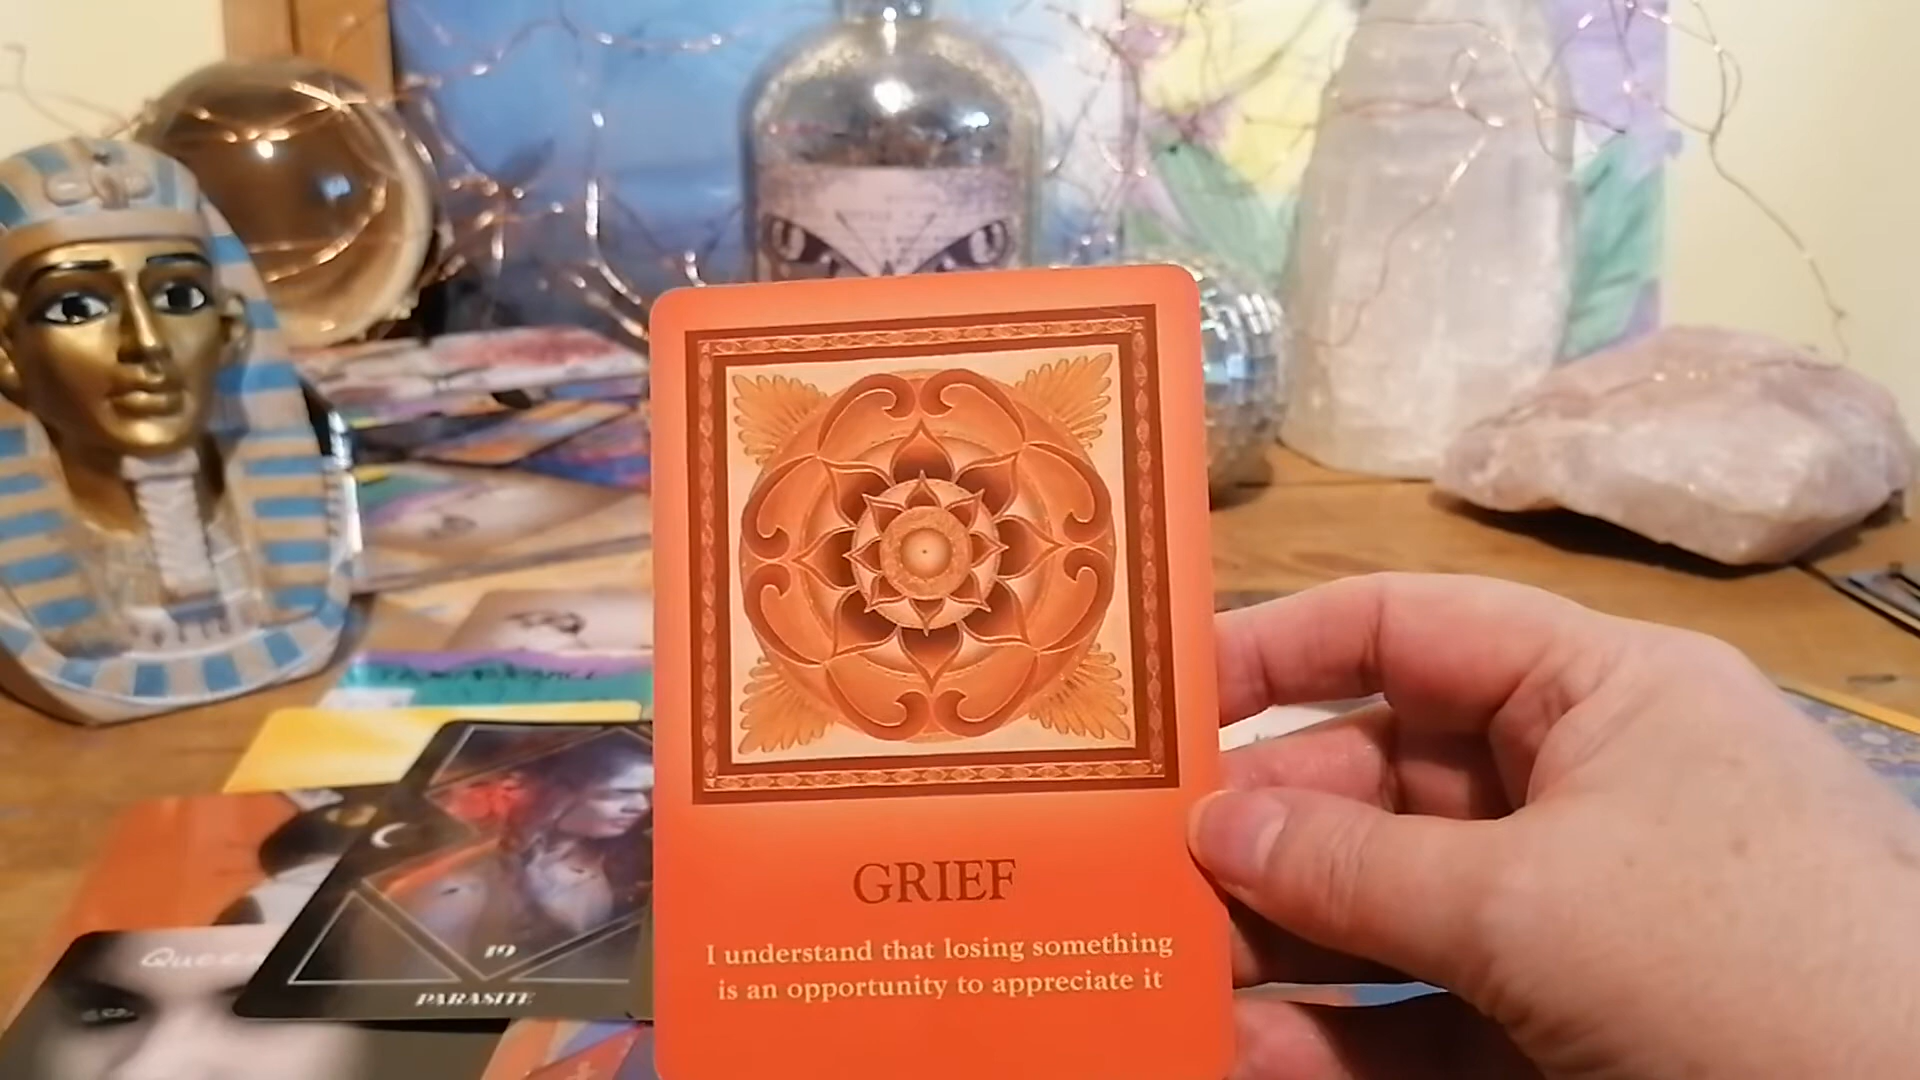 GRIEF
I understand that losing something
is an opportunity to appreciate it
19
PARASITE